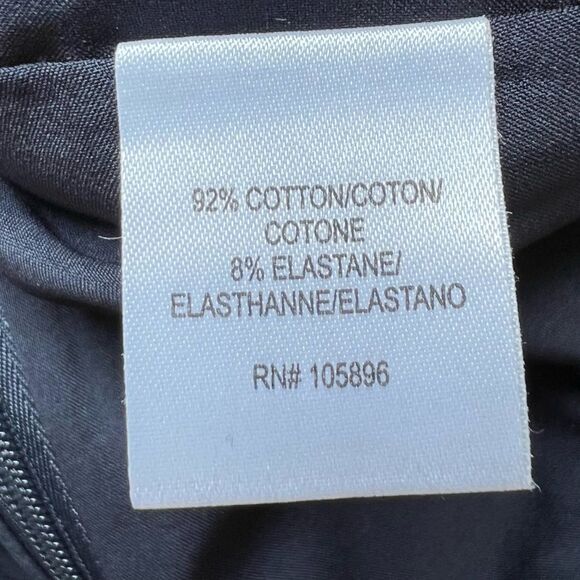 92% COTTON/COTON/
COTONE
8% ELASTANE/
ELASTHANNE/ELASTANO
RN# 105896